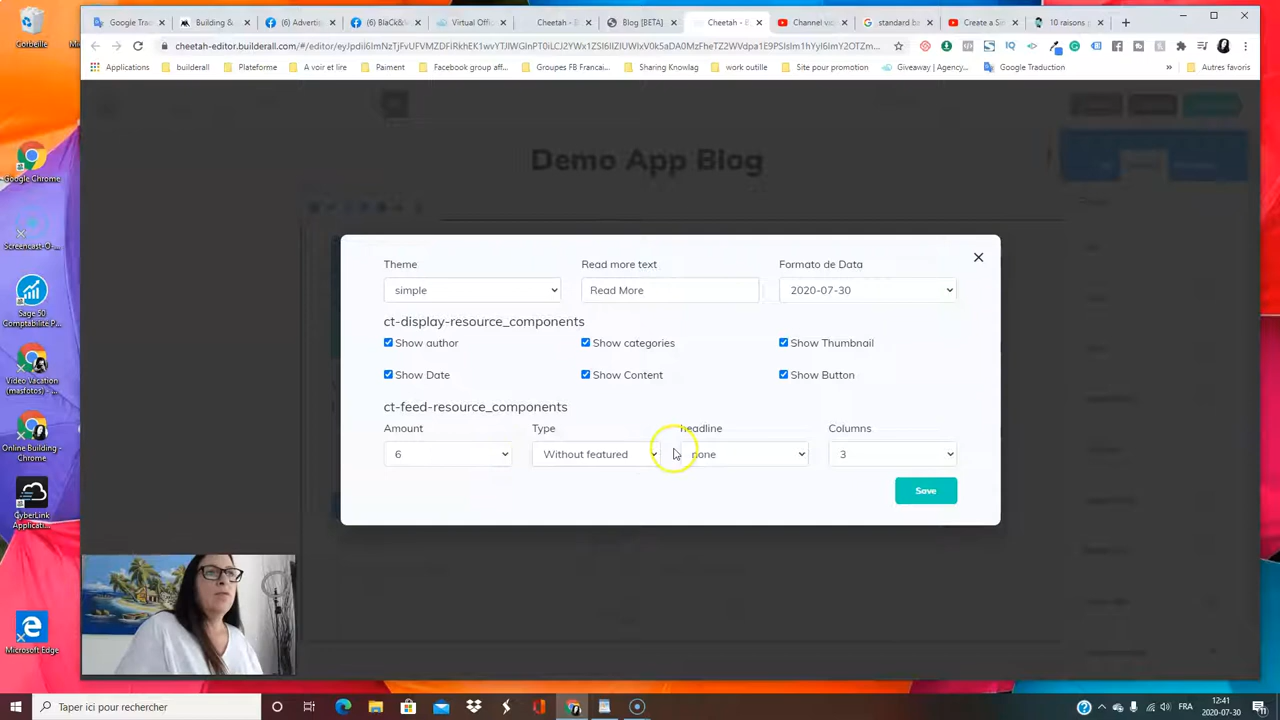 Corbeille
Google Trad
Building &
(6) Advertis
(6) BlaCk&
Virtual Offic
Cheetah - B
Blog [BETA]
Cheetah - B
Channel vid
standard ba
Create a Sim
10 raisons p
cheetah-editor.builderall.com/#/editor/
Applications
builderall
Plateforme
A voir et lire
Paiment
Facebook group aff...
Groupes FB Francai...
Sharing Knowlag
work outille
Site pour promotion
Giveaway | Agency...
Google Traduction
»
Autres favoris
Demo App Blog
Google Chrome
Screencast-O-...
Sage 50
Comptabilité P...
Video Vacation
(masfotos) -...
Online Building -
Chrome
CyberLink
Applicati...
Microsoft Edge
Theme
Read more text
Formato de Data
simple
Read More
2020-07-30
ct-display-resource_components
Show author
Show categories
Show Thumbnail
Show Date
Show Content
Show Button
ct-feed-resource_components
Amount
Type
headline
Columns
6
Without featured
none
3
Save
Taper ici pour rechercher
FRA
12:41
2020-07-30